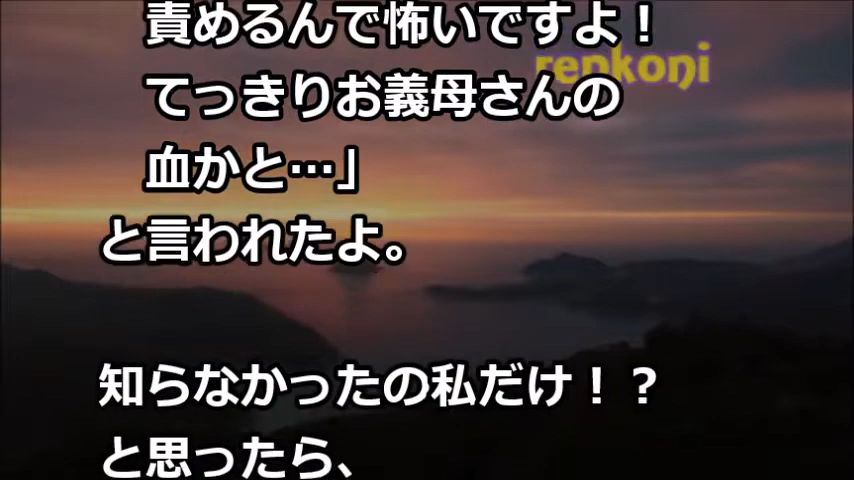 責めるんで怖いですよ！
renkoni
てっきりお義母さんの
血かと…」
と言われたよ。
知らなかったの私だけ！？
と思ったら、